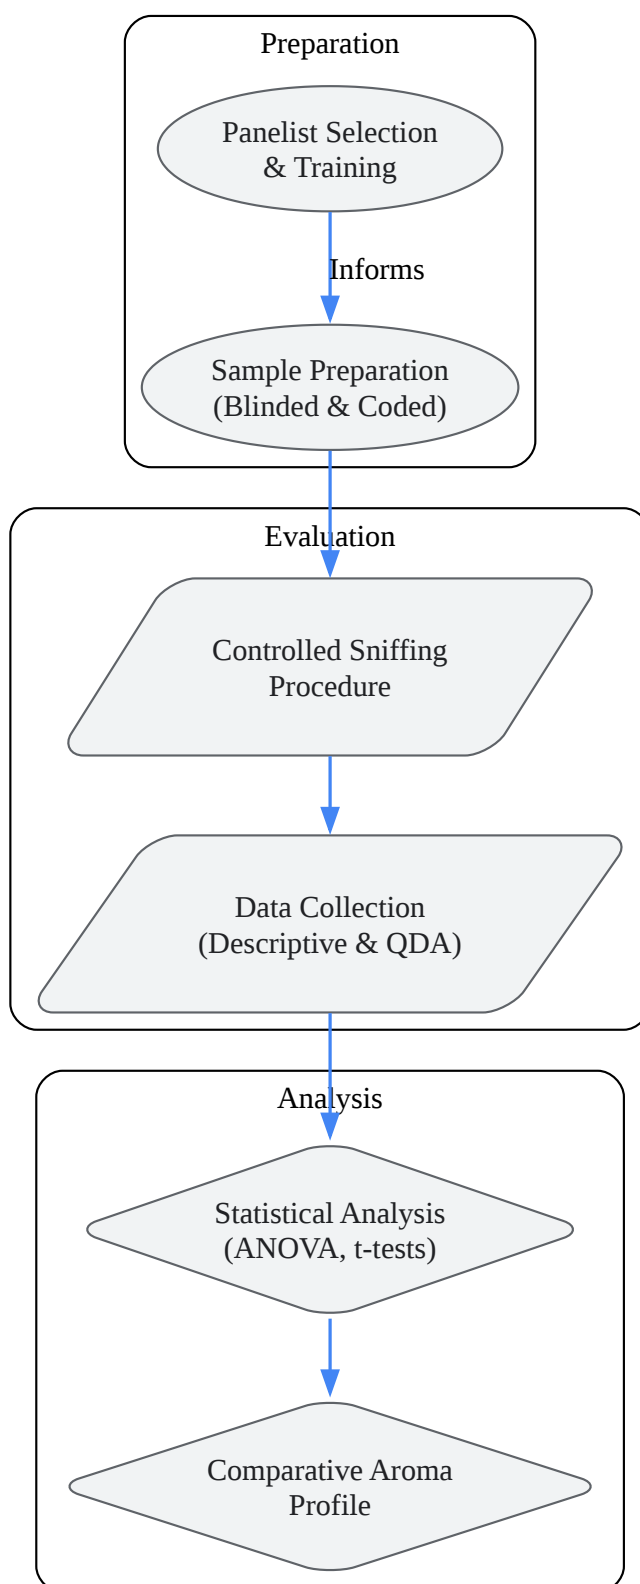 Preparation
Panelist Selection
& Training
Informs
Sample Preparation
(Blinded & Coded)
Evaluation
Controlled Sniffing
Procedure
Data Collection
(Descriptive & QDA)
Analysis
Statistical Analysis
(ANOVA, t-tests)
Comparative Aroma
Profile